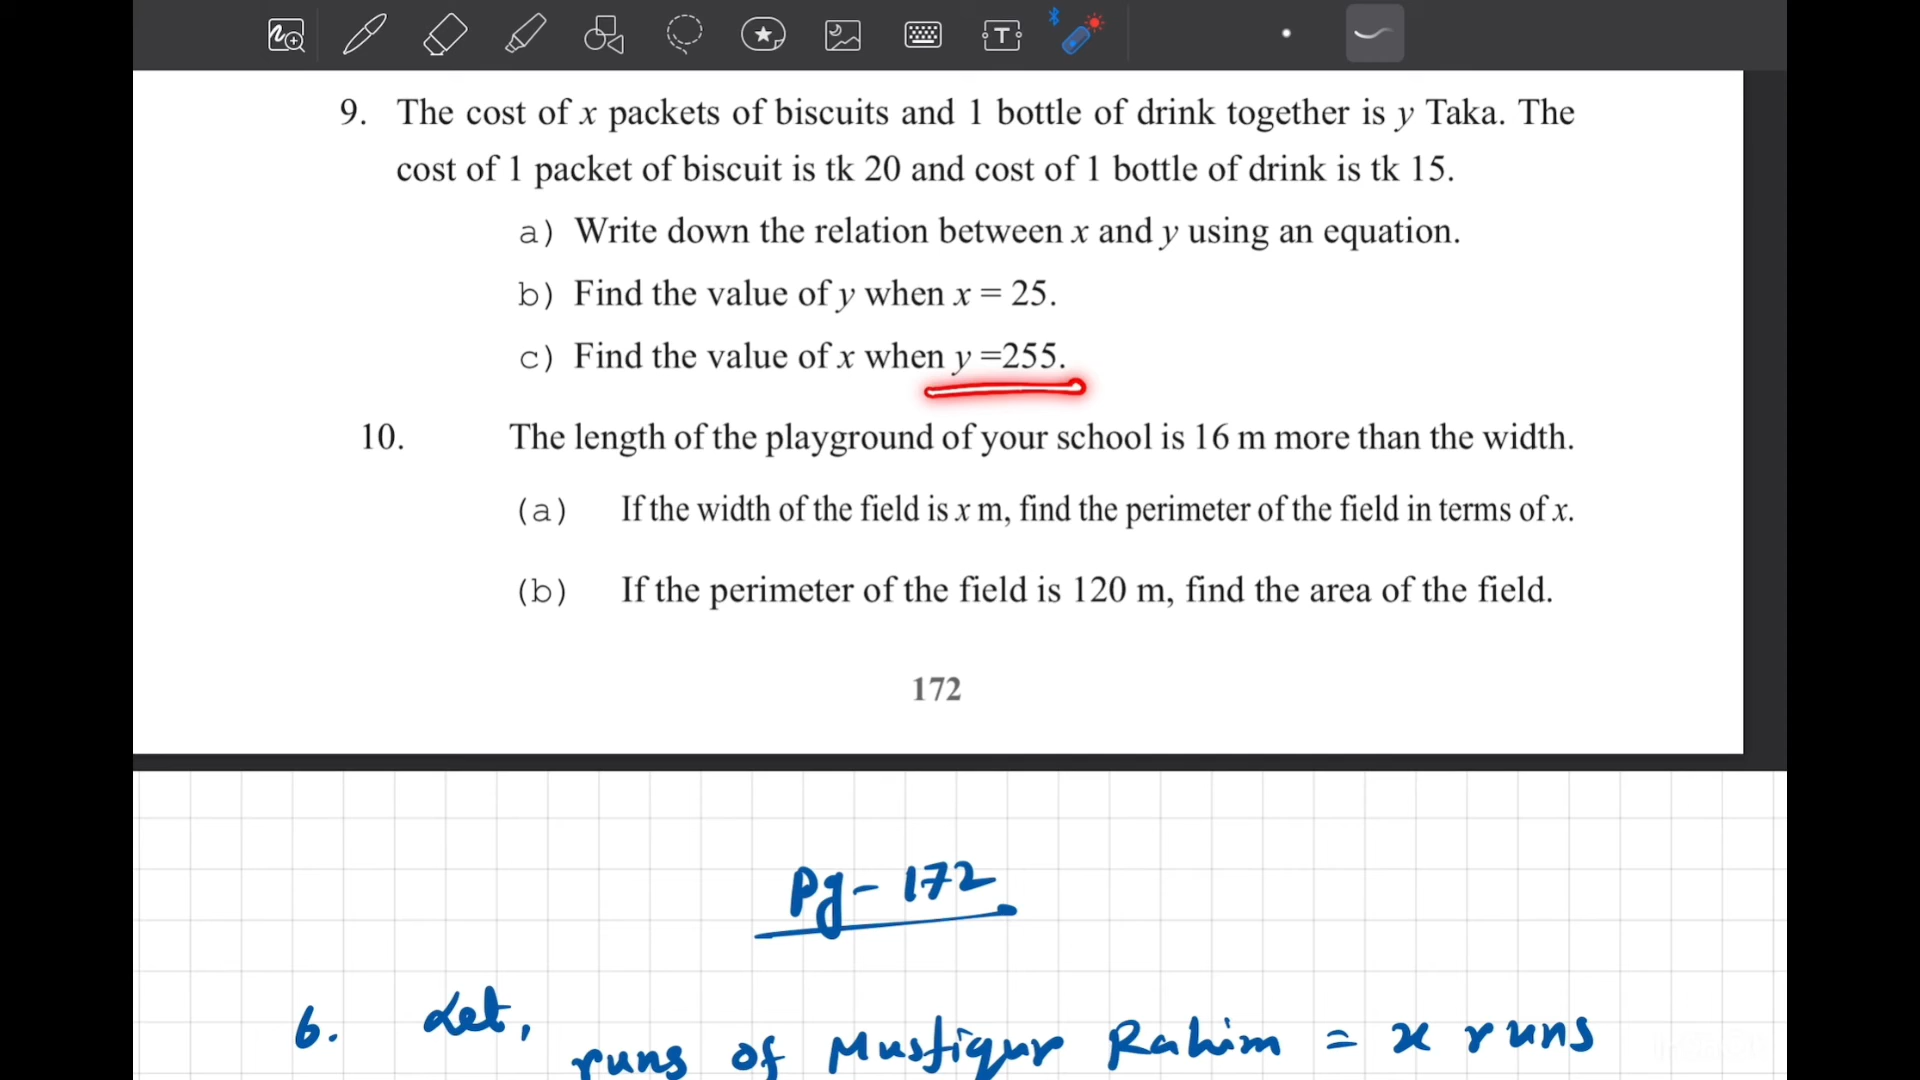 9. The cost of x packets of biscuits and 1 bottle of drink together is y Taka. The
cost of 1 packet of biscuit is tk 20 and cost of 1 bottle of drink is tk 15.
a) Write down the relation between x and y using an equation.
b) Find the value of y when x = 25.
c) Find the value of x when y =255.
10. The length of the playground of your school is 16 m more than the width.
(a) If the width of the field is x m, find the perimeter of the field in terms of x.
(b) If the perimeter of the field is 120 m, find the area of the field.
172
Pg- 172
6. Let,
runs of Musfiqur Rahim = x runs